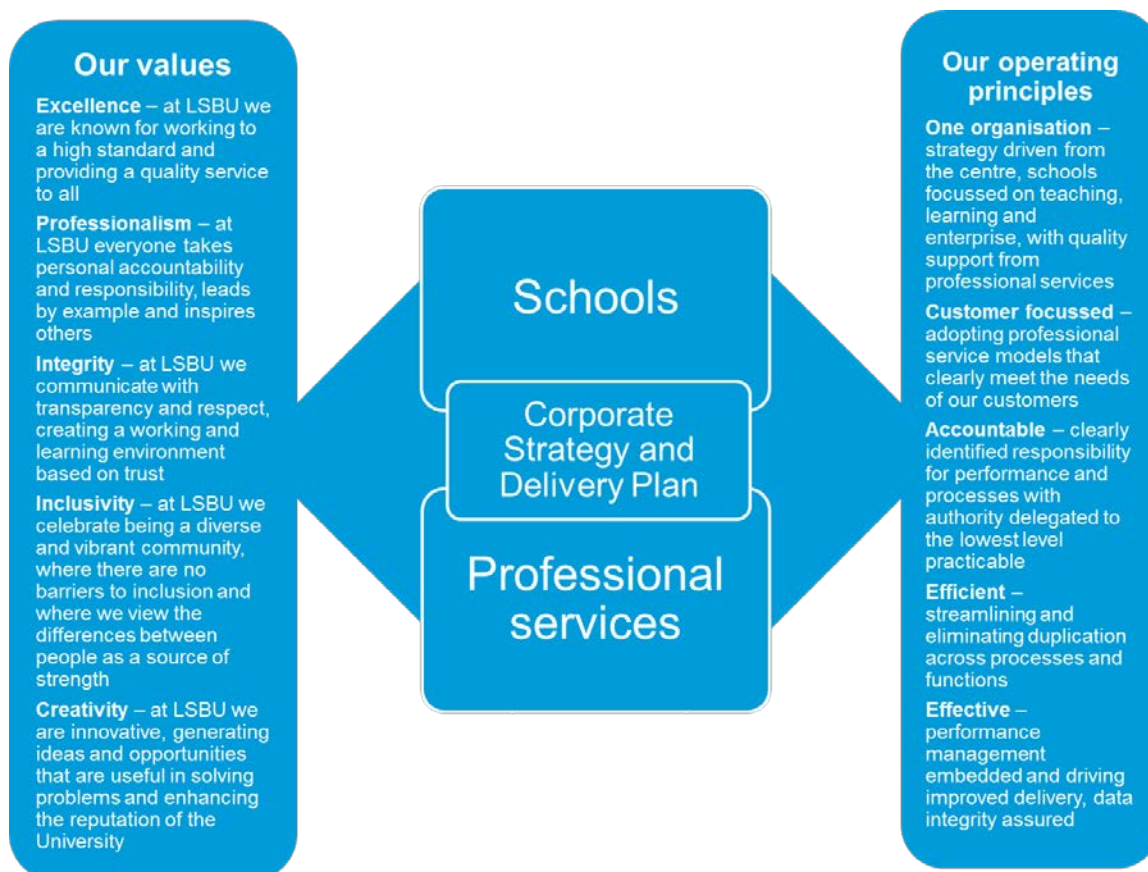 Our values
Excellence – at LSBU we
are known for working to
a high standard and
providing a quality service
to all
Professionalism – at
LSBU everyone takes
personal accountability
and responsibility, leads
by example and inspires
others
Integrity – at LSBU we
communicate with
transparency and respect,
creating a working and
learning environment
based on trust
Inclusivity – at LSBU we
celebrate being a diverse
and vibrant community,
where there are no
barriers to inclusion and
where we view the
differences between
people as a source of
strength
Creativity – at LSBU we
are innovative, generating
ideas and opportunities
that are useful in solving
problems and enhancing
the reputation of the
University
Schools
Corporate
Strategy and
Delivery Plan
Professional
services
Our operating
principles
One organisation –
strategy driven from
the centre, schools
focussed on teaching,
learning and
enterprise, with quality
support from
professional services
Customer focussed –
adopting professional
service models that
clearly meet the needs
of our customers
Accountable – clearly
identified responsibility
for performance and
processes with
authority delegated to
the lowest level
practicable
Efficient –
streamlining and
eliminating duplication
across processes and
functions
Effective –
performance
management
embedded and driving
improved delivery, data
integrity assured